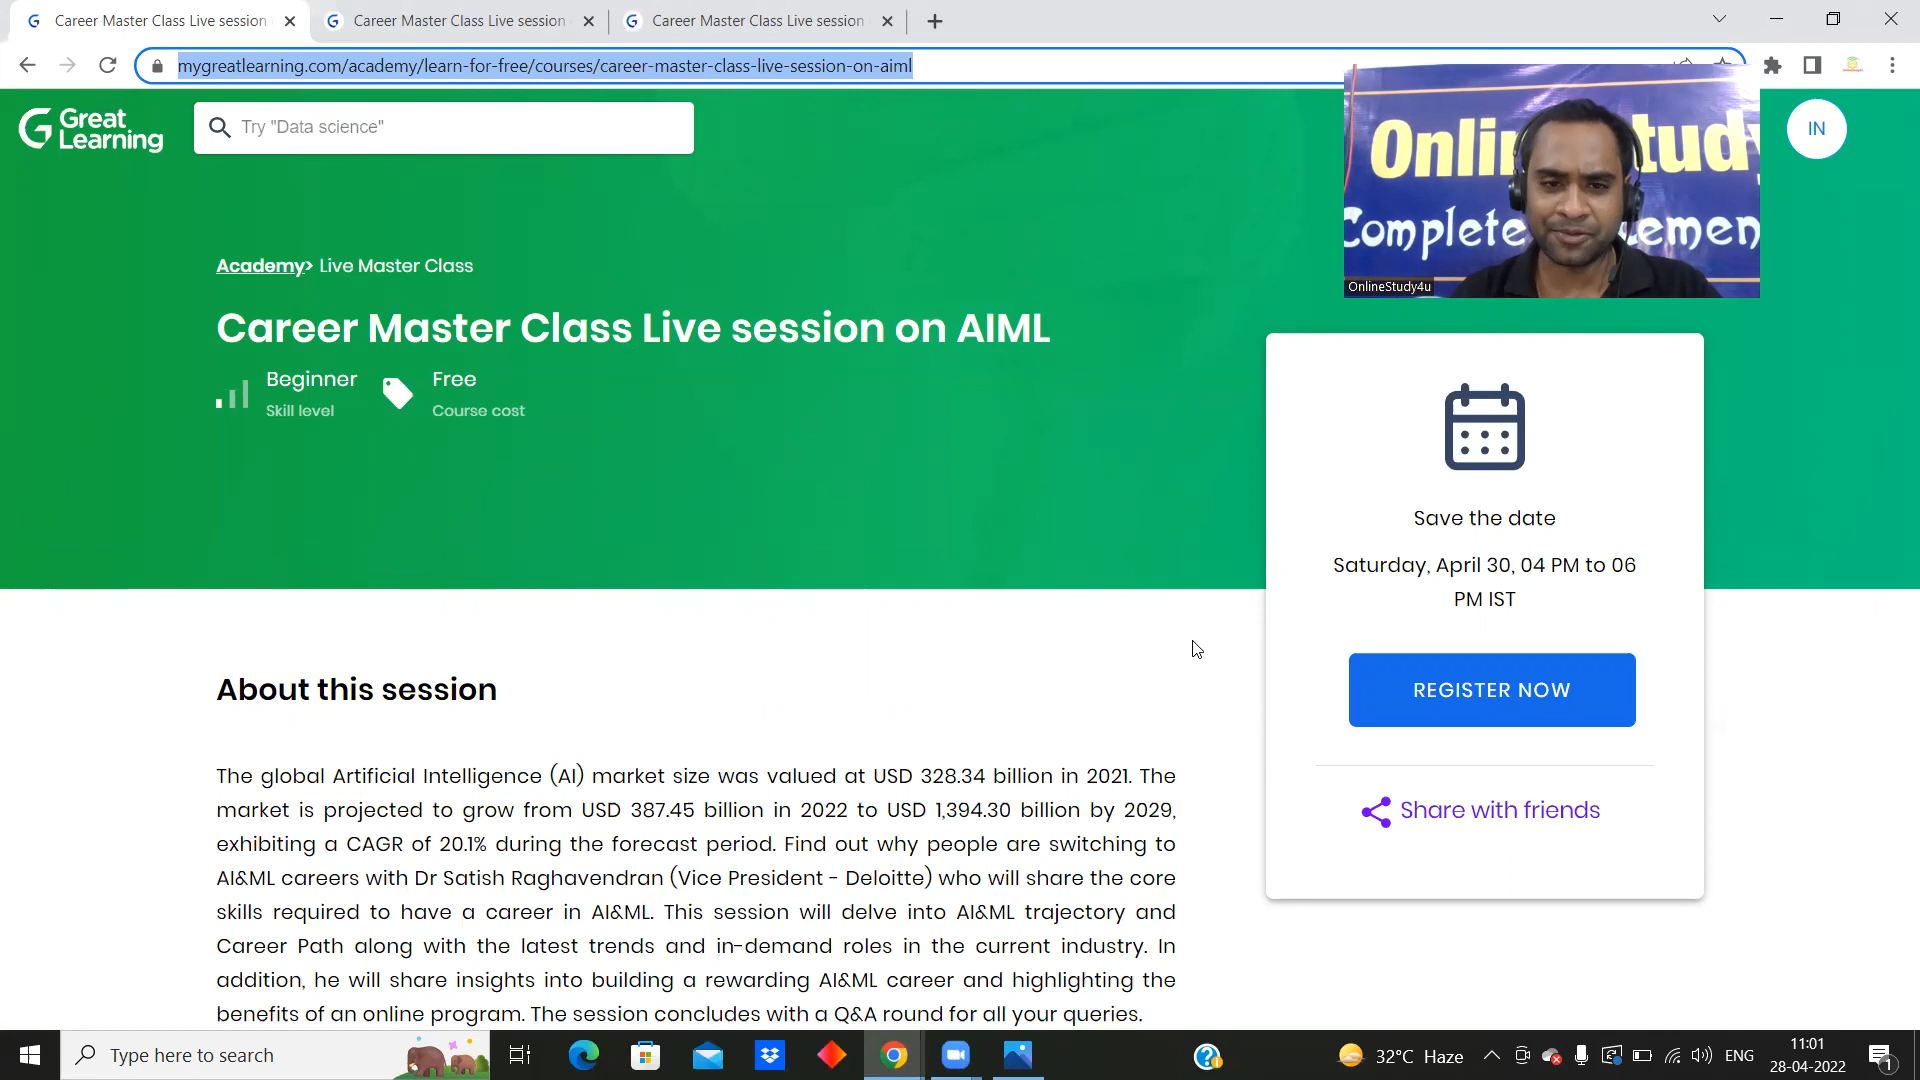 Career Master Class Live session
Career Master Class Live session
Career Master Class Live session
mygreatlearning.com/academy/learn-for-free/courses/career-master-class-live-session-on-aiml
Great
Learning
Try "Data science"
IN
Complete
OnlineStudy4u
Academy> Live Master Class
Career Master Class Live session on AIML
Beginner
Skill level
Free
Course cost
Save the date
Saturday, April 30, 04 PM to 06
PM IST
REGISTER NOW
Share with friends
About this session
The global Artificial Intelligence (AI) market size was valued at USD 328.34 billion in 2021. The
market is projected to grow from USD 387.45 billion in 2022 to USD 1,394.30 billion by 2029,
exhibiting a CAGR of 20.1% during the forecast period. Find out why people are switching to
AI&ML careers with Dr Satish Raghavendran (Vice President - Deloitte) who will share the core
skills required to have a career in AI&ML. This session will delve into AI&ML trajectory and
Career Path along with the latest trends and in-demand roles in the current industry. In
addition, he will share insights into building a rewarding AI&ML career and highlighting the
benefits of an online program. The session concludes with a Q&A round for all your queries.
Type here to search
32°C Haze
ENG
11:01
28-04-2022
1